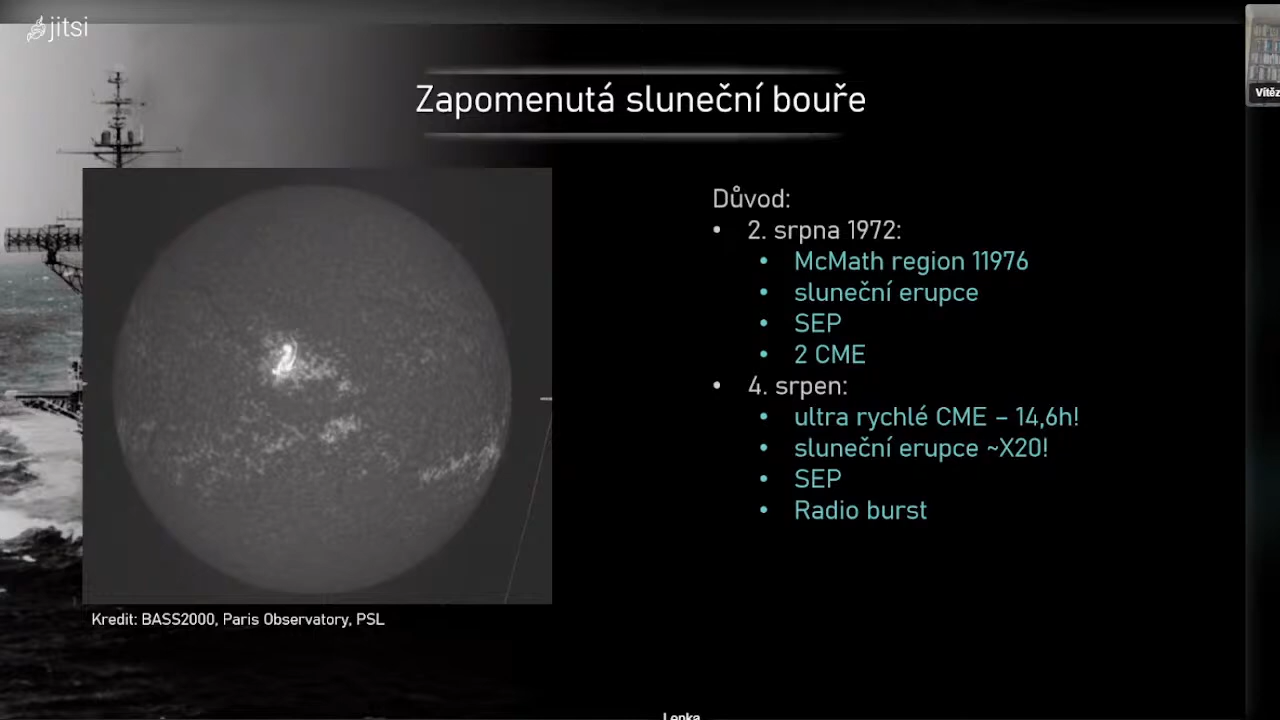 jitsi
Zapomenutá sluneční bouře
Důvod:
• 2. srpna 1972:
• McMath region 11976
• sluneční erupce
• SEP
• 2 CME
• 4. srpen:
• ultra rychlé CME – 14,6h!
• sluneční erupce ~X20!
• SEP
• Radio burst
Kredit: BASS2000, Paris Observatory, PSL
Vítěz
Lenka